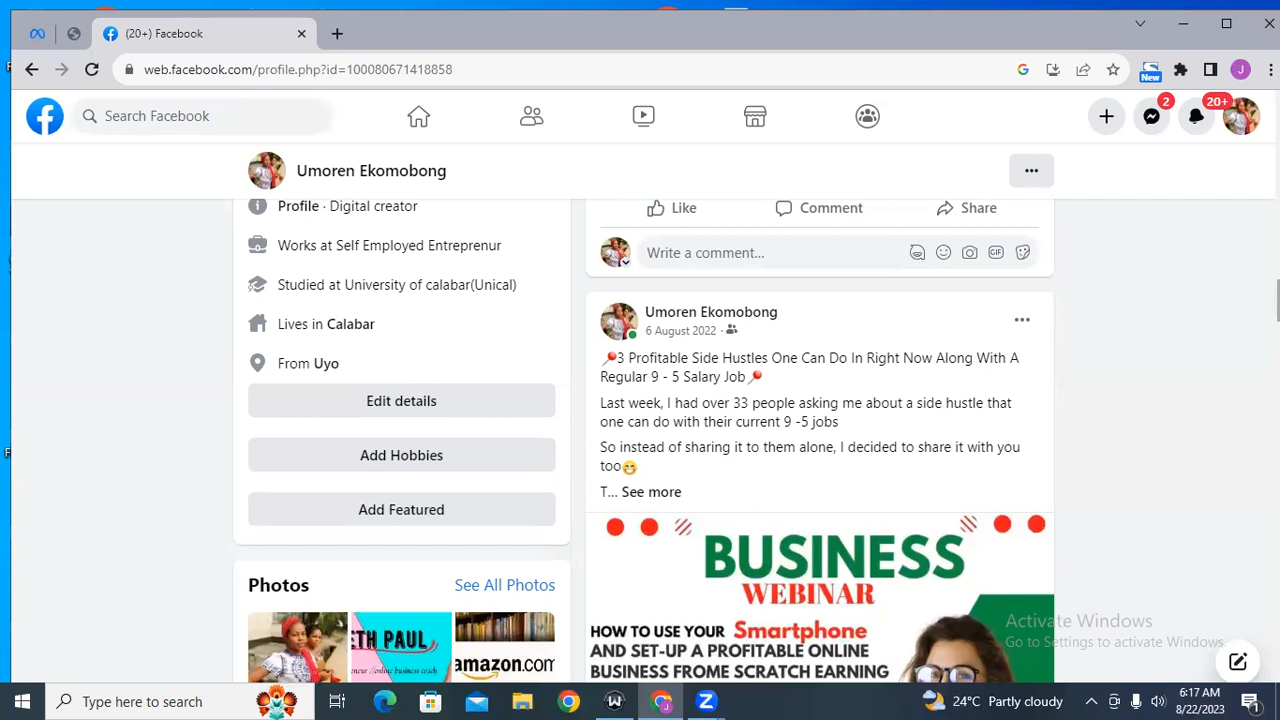 (20+) Facebook
web.facebook.com/profile.php?id=100080671418858
New
J
Search Facebook
2
20+
Umoren Ekomobong
Profile · Digital creator
Works at Self Employed Entreprenur
Studied at University of calabar(Unical)
Lives in Calabar
From Uyo
Edit details
Add Hobbies
Add Featured
Photos
See All Photos
ETH PAUL
amazon.com
Like
Comment
Share
Write a comment...
GIF
Umoren Ekomobong
6 August 2022 ·
3 Profitable Side Hustles One Can Do In Right Now Along With A
Regular 9 - 5 Salary Job
Last week, I had over 33 people asking me about a side hustle that
one can do with their current 9 -5 jobs
So instead of sharing it to them alone, I decided to share it with you
too
T... See more
BUSINESS
WEBINAR
HOW TO USE YOUR Smartphone
AND SET-UP A PROFITABLE ONLINE
BUSINESS FROME SCRATCH EARNING
Activate Windows
Go to Settings to activate Windows.
Type here to search
24°C Partly cloudy
6:17 AM
8/22/2023
1